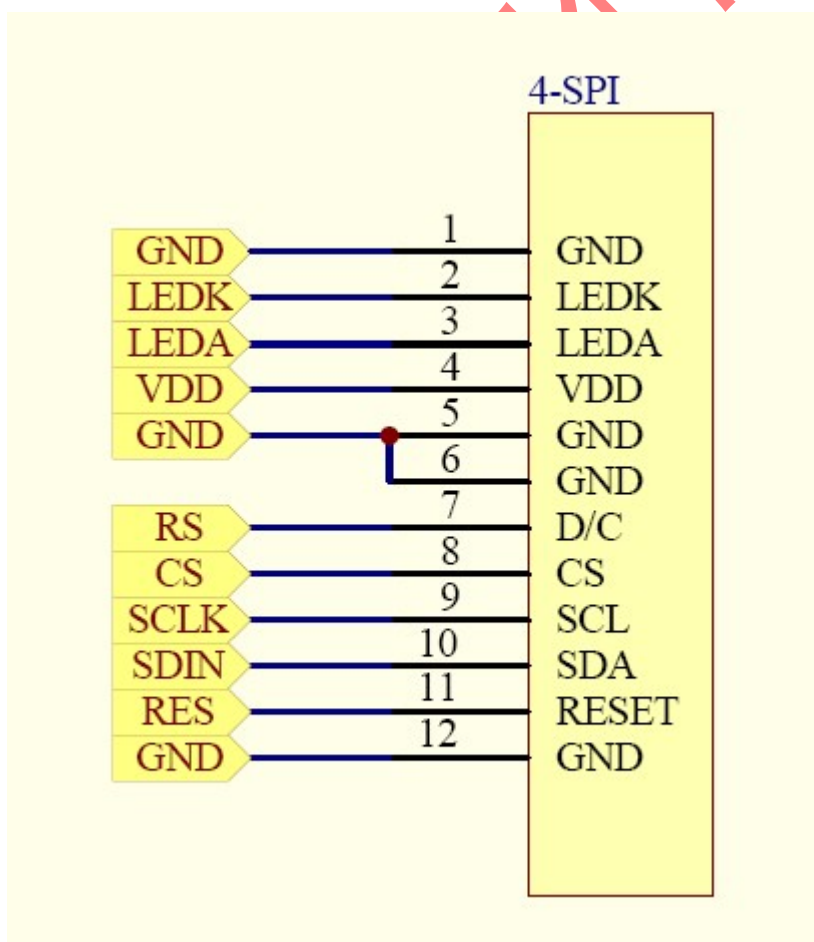 4-SPI
GND 1 GND
LEDK 2 LEDK
LEDA 3 LEDA
VDD 4 VDD
GND 5 GND
6 GND
RS 7 D/C
CS 8 CS
SCLK 9 SCL
SDIN 10 SDA
RES 11 RESET
GND 12 GND